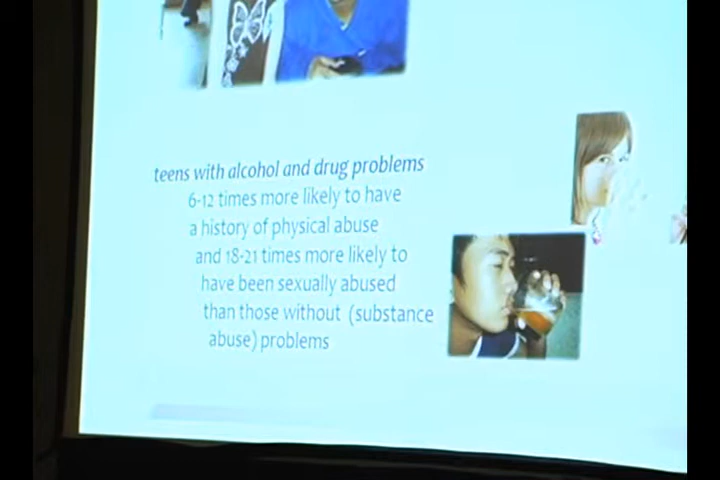 teens with alcohol and drug problems
6-12 times more likely to have
a history of physical abuse
and 18-21 times more likely to
have been sexually abused
than those without (substance
abuse) problems